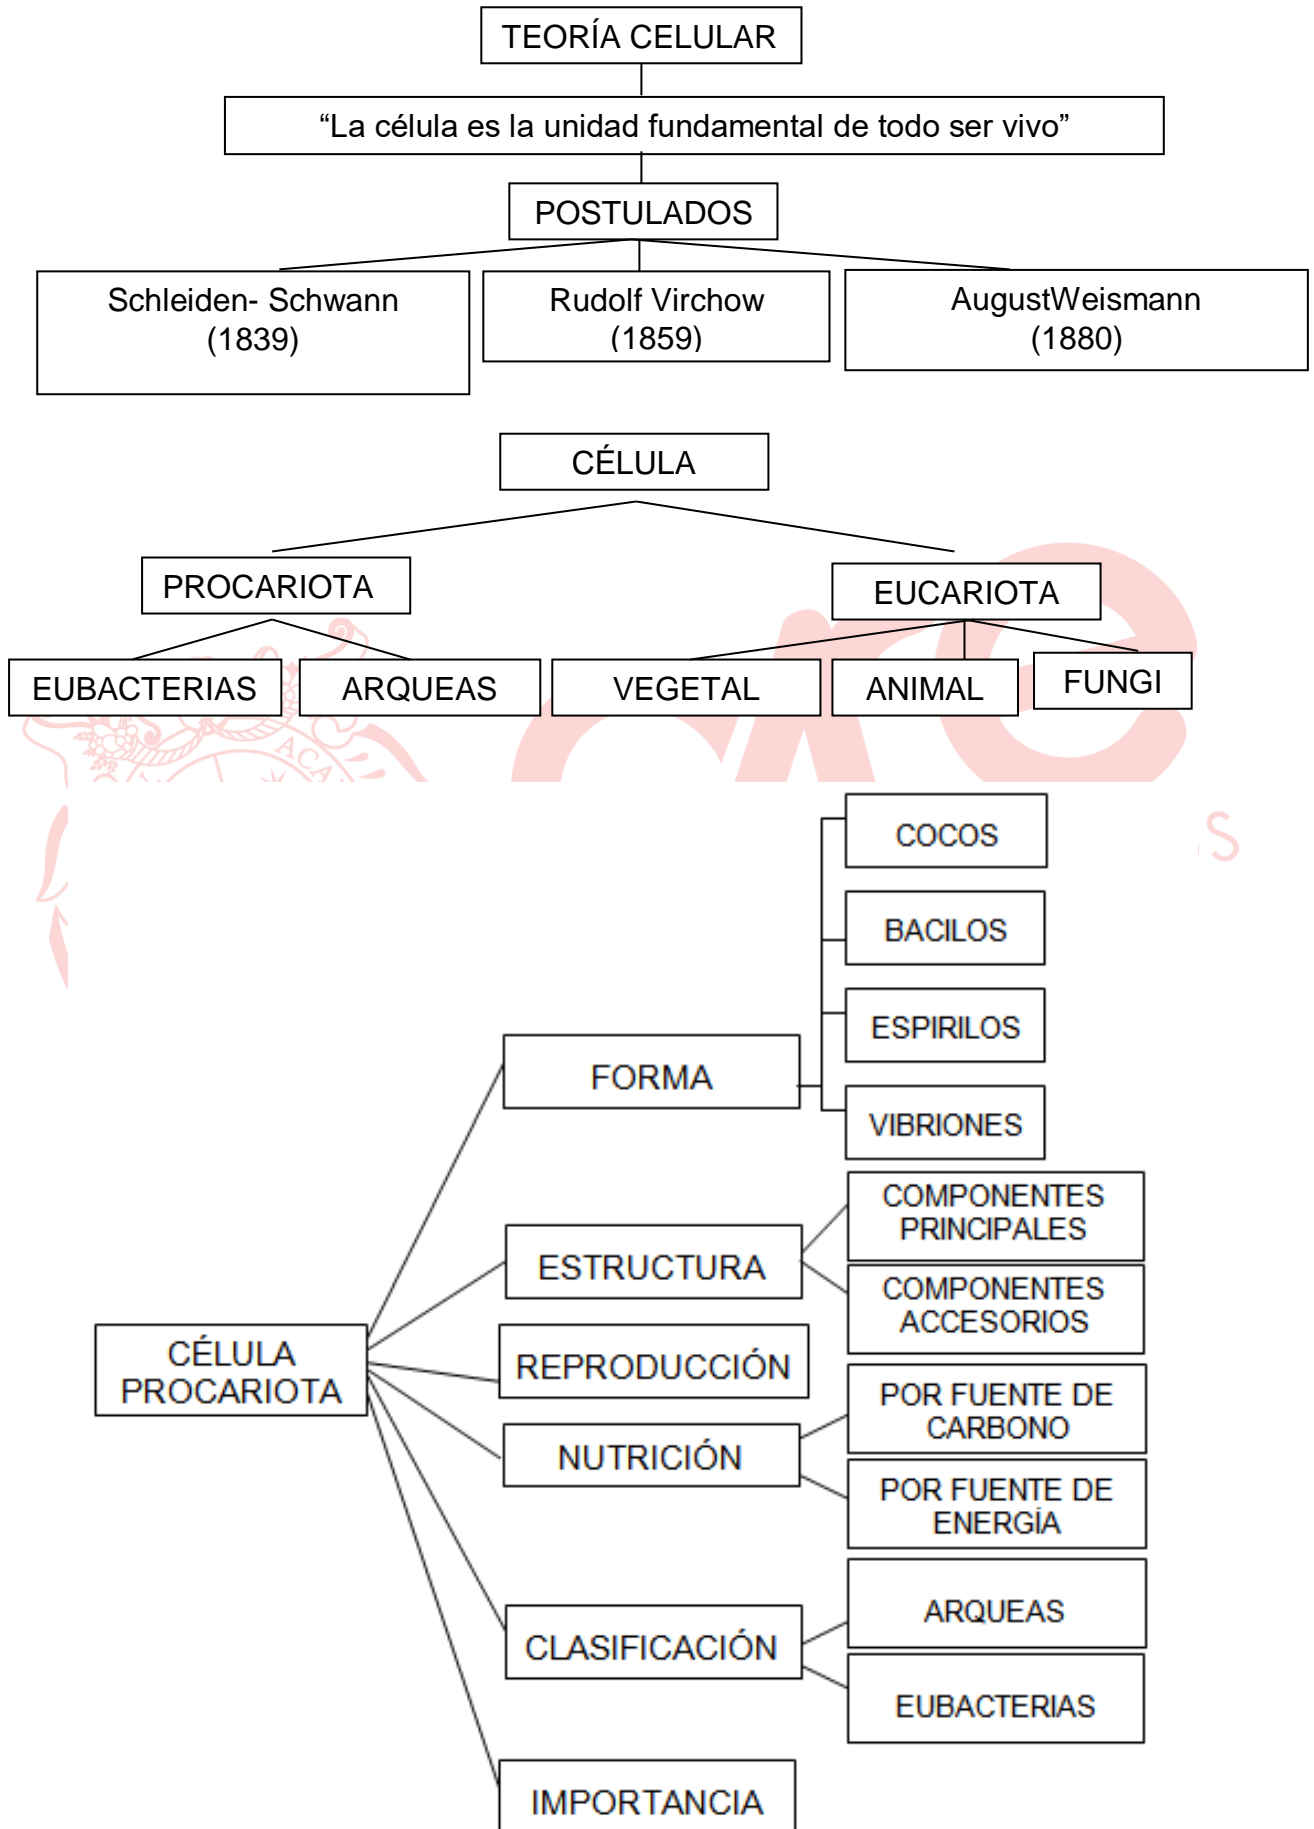 TEORÍA CELULAR
“La célula es la unidad fundamental de todo ser vivo”
POSTULADOS
Schleiden- Schwann
(1839)
Rudolf Virchow
(1859)
AugustWeismann
(1880)
CÉLULA
PROCARIOTA
EUCARIOTA
EUBACTERIAS
ARQUEAS
VEGETAL
ANIMAL
FUNGI
COCOS
BACILOS
ESPIRILOS
VIBRIONES
FORMA
COMPONENTES
PRINCIPALES
COMPONENTES
ACCESORIOS
ESTRUCTURA
CÉLULA
PROCARIOTA
REPRODUCCIÓN
POR FUENTE DE
CARBONO
POR FUENTE DE
ENERGÍA
NUTRICIÓN
ARQUEAS
EUBACTERIAS
CLASIFICACIÓN
IMPORTANCIA